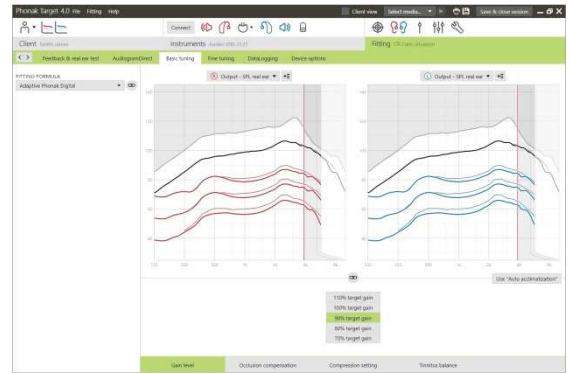 Phonak Target 4.0 File Fitting Help
Client view Select media... Save & close session
Connect
Client
Instruments
Fitting
Feedback & real ear test AudiogramDirect Basic tuning Fine tuning DataLogging Device options
FITTING FORMULA
Adaptive Phonak Digital
Output - SPL real ear
Output - SPL real ear
Use "Auto acclimatization"
110% target gain
100% target gain
90% target gain
80% target gain
70% target gain
Gain level Occlusion compensation Compression setting Tinnitus balance